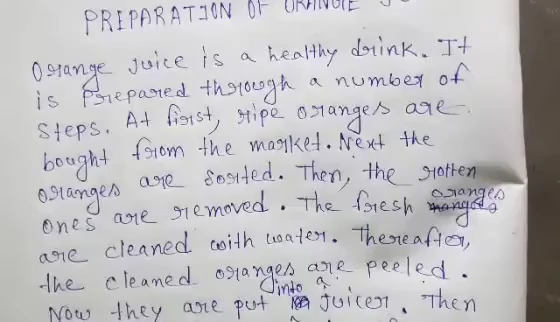 PREPARATION OF ORANGE
Orange juice is a healthy drink. It
is prepared through a number of
steps. At first, ripe oranges are
bought from the market. Next the
oranges are sorted. Then, the rotten
ones are removed. The fresh oranges
are cleaned with water. Thereafter,
the cleaned oranges are peeled.
Now they are put into a juicer. Then